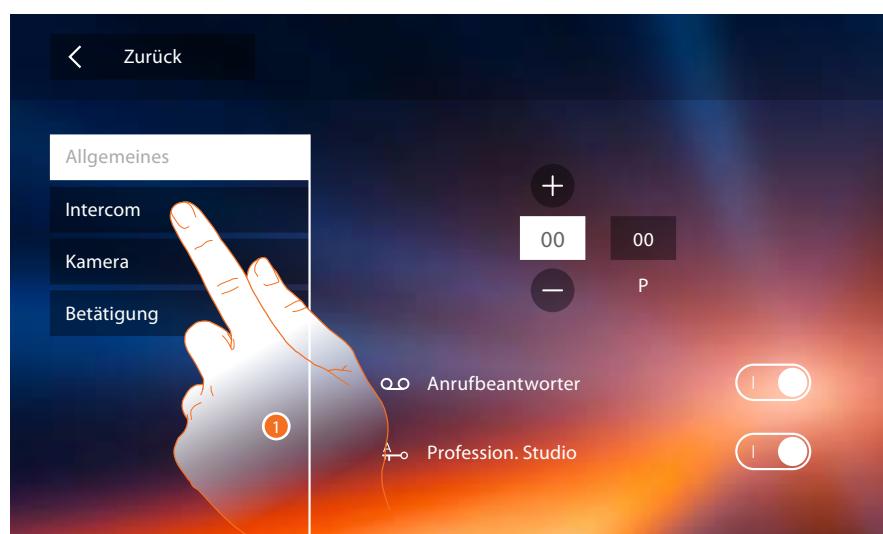 Zurück
Allgemeines
Intercom
Kamera
Betätigung
00 00
P
1
Anrufbeantworter
A
Profession. Studio